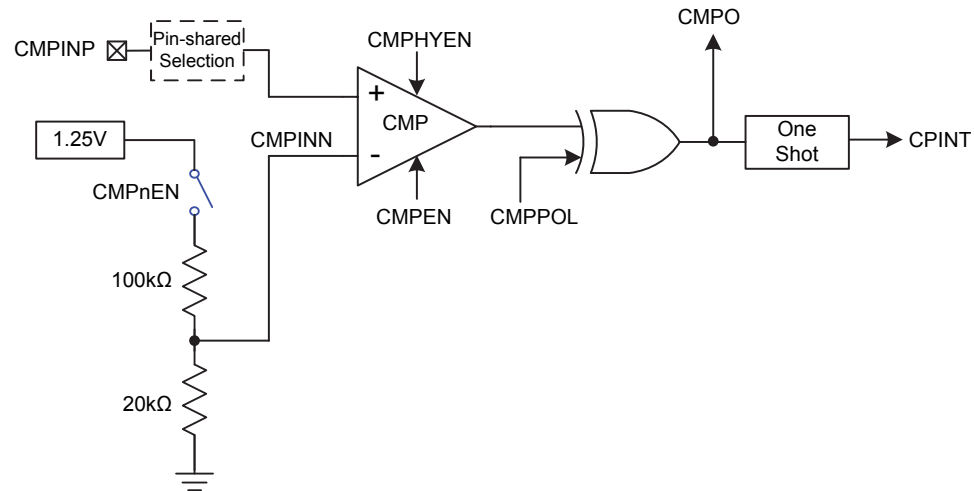 CMPO
CMPINP
Pin-shared
Selection
CMPHYEN
+
CMP
-
1.25V
CMPINN
One
Shot
CPINT
CMPnEN
CMPEN
CMPPOL
100kΩ
20kΩ